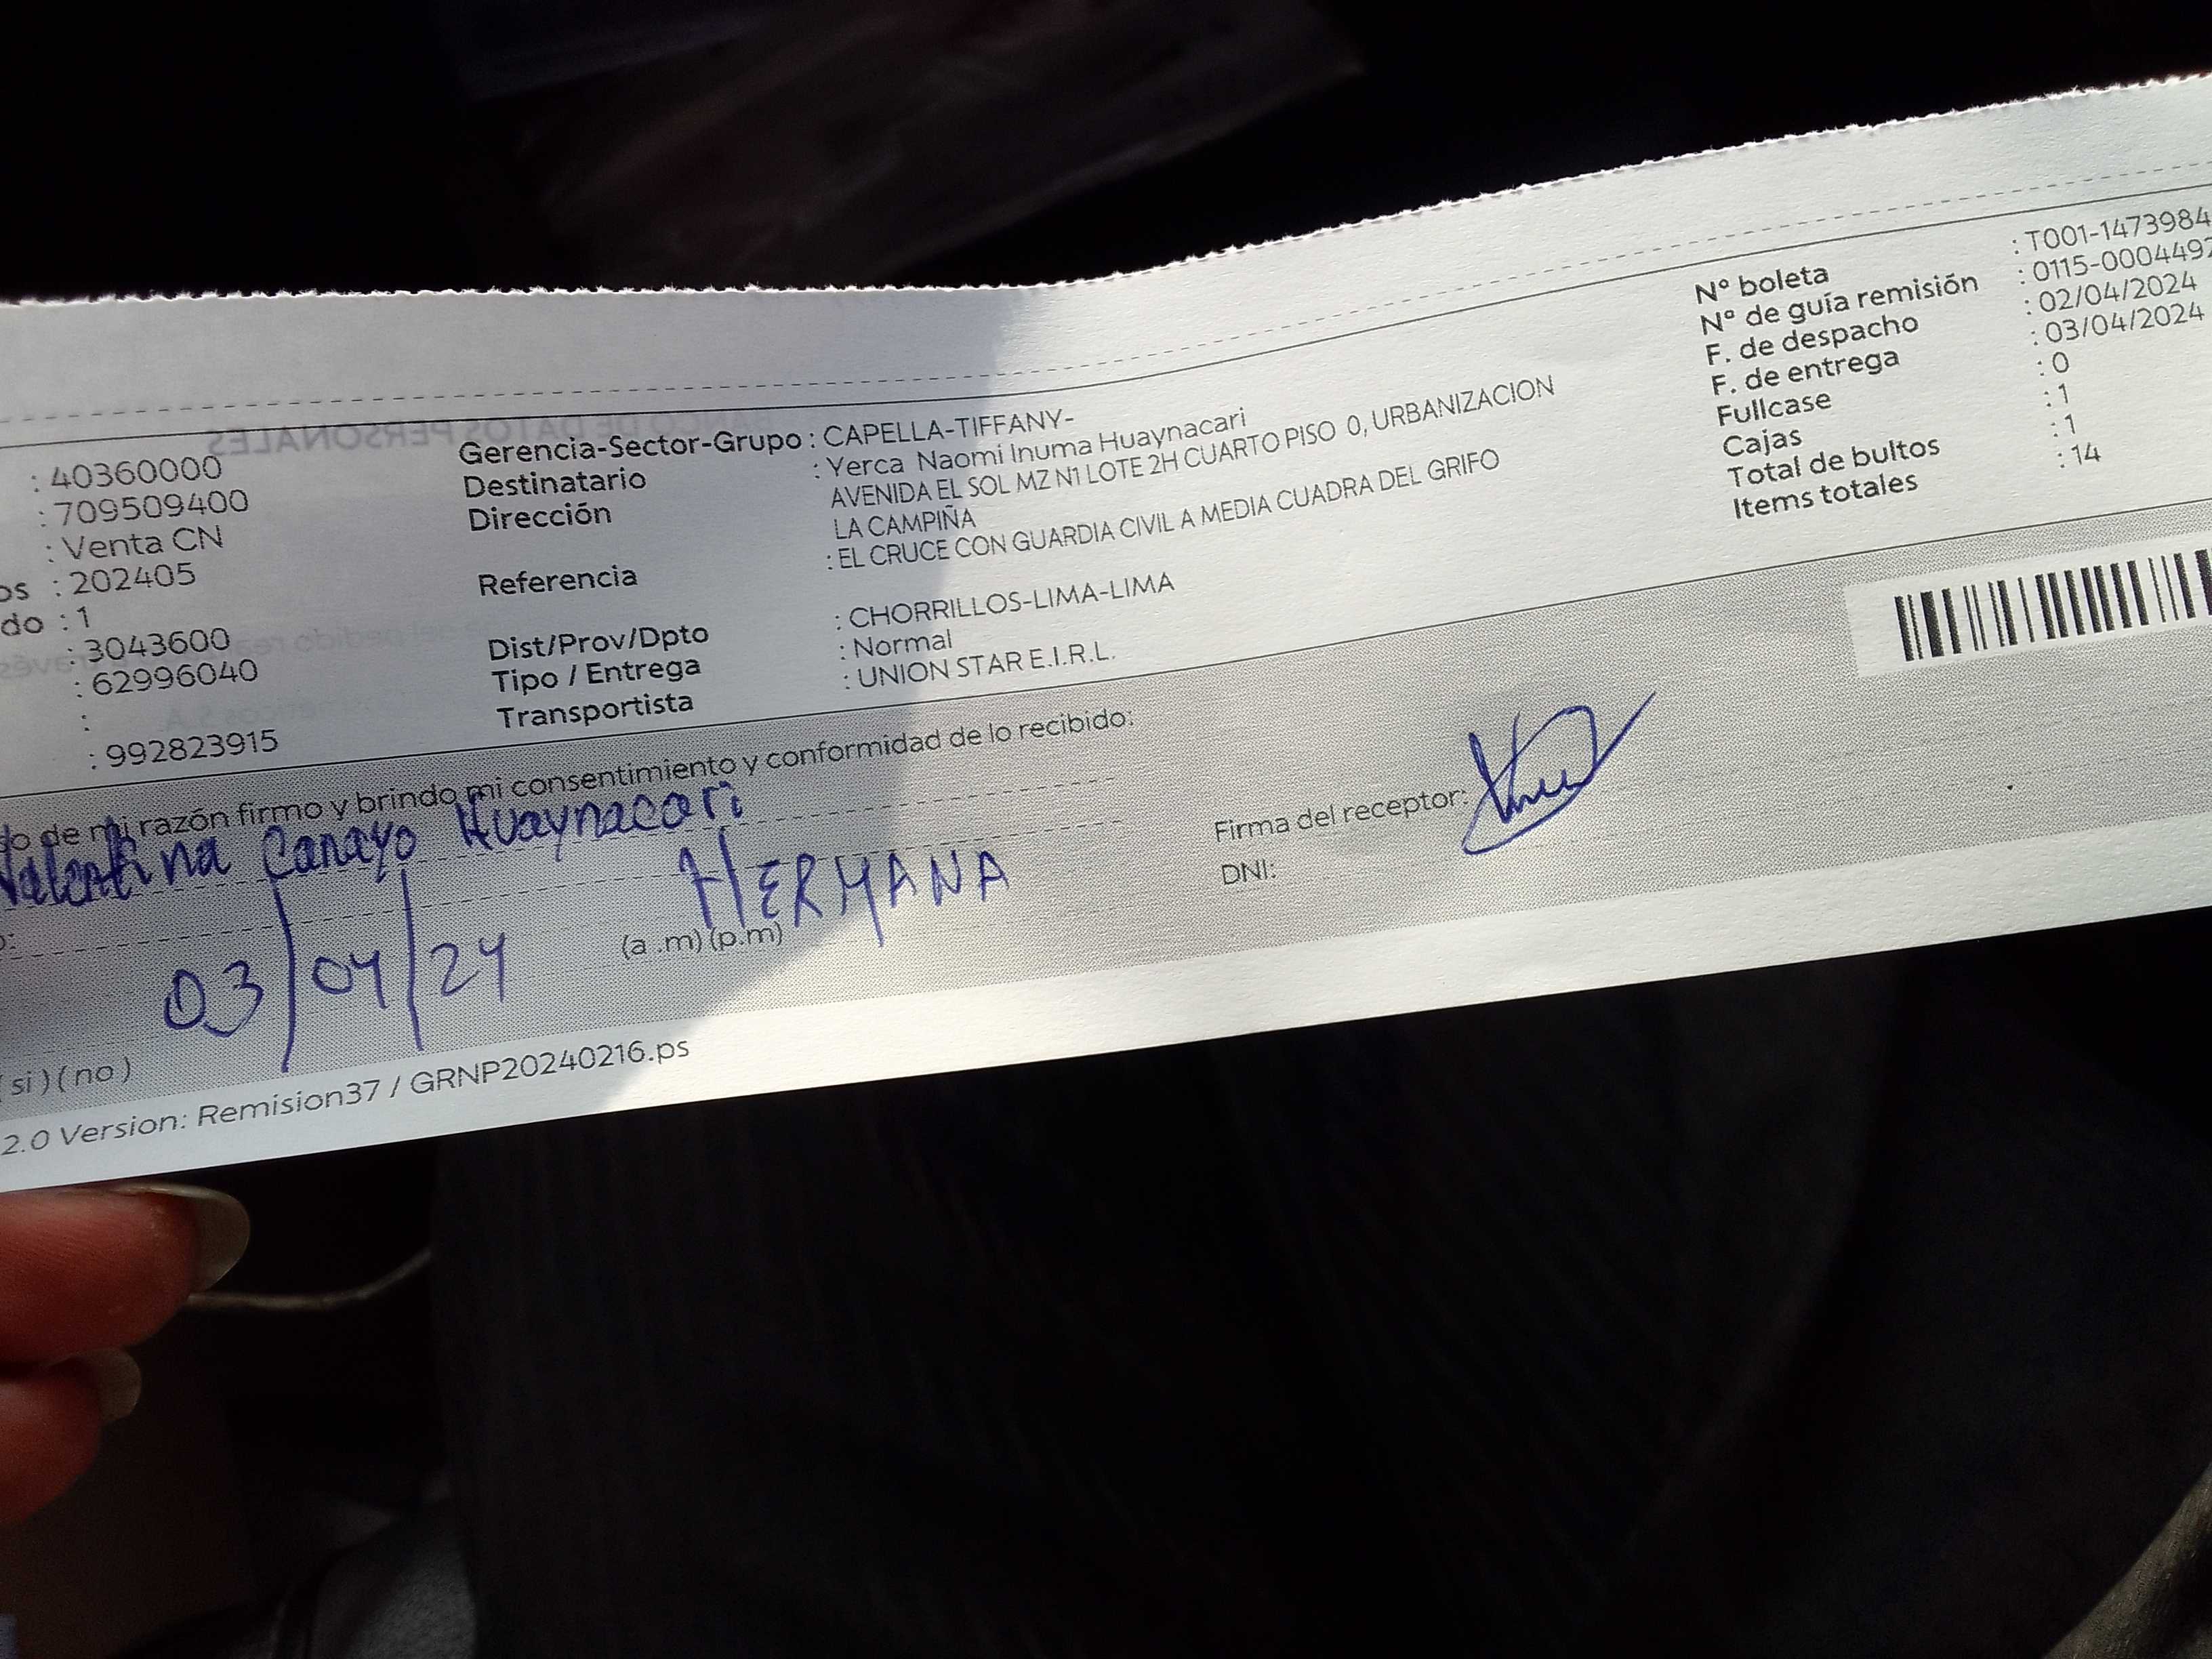 : 40360000
: 709509400
: Venta CN
os : 202405
do : 1
: 3043600
: 62996040
:
: 992823915
Gerencia-Sector-Grupo : CAPELLA-TIFFANY-
Destinatario : Yerca Naomi Inuma Huaynacari
Dirección AVENIDA EL SOL MZ N1 LOTE 2H CUARTO PISO 0, URBANIZACION
LA CAMPIÑA
Referencia : EL CRUCE CON GUARDIA CIVIL A MEDIA CUADRA DEL GRIFO
Dist/Prov/Dpto : CHORRILLOS-LIMA-LIMA
Tipo / Entrega : Normal
Transportista : UNION STAR E.I.R.L.
N° boleta : T001-1473984
N° de guía remisión : 0115-0004497
F. de despacho : 02/04/2024
F. de entrega : 03/04/2024
Fullcase : 0
Cajas : 1
Total de bultos : 1
Items totales : 14
so de mi razón firmo y brindo mi consentimiento y conformidad de lo recibido:
Valentina Canayo Huaynacari
HERMANA
03/04/24
(a .m) (p.m)
Firma del receptor:
DNI:
( si ) ( no )
2.0 Version: Remision37 / GRNP20240216.ps